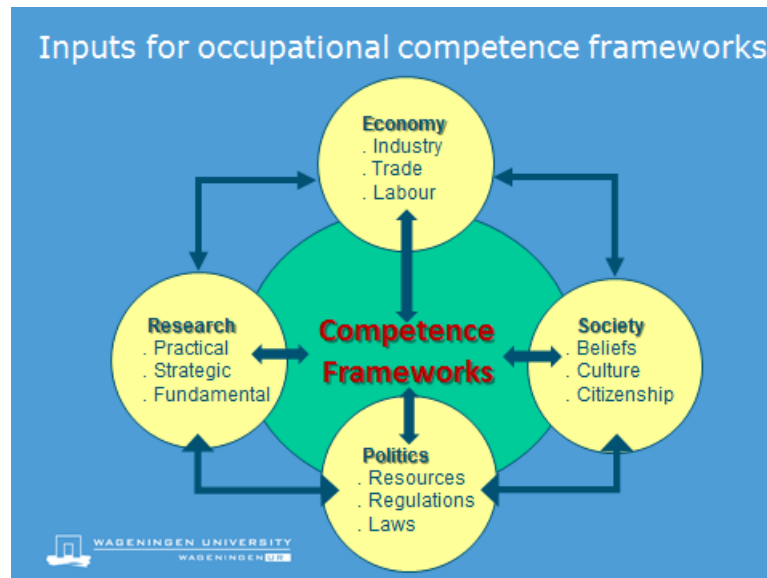 Inputs for occupational competence frameworks
Economy
. Industry
. Trade
. Labour
Research
. Practical
. Strategic
. Fundamental
Competence
Frameworks
Society
. Beliefs
. Culture
. Citizenship
Politics
. Resources
. Regulations
. Laws
WAGENINGEN UNIVERSITY
WAGENINGEN UR